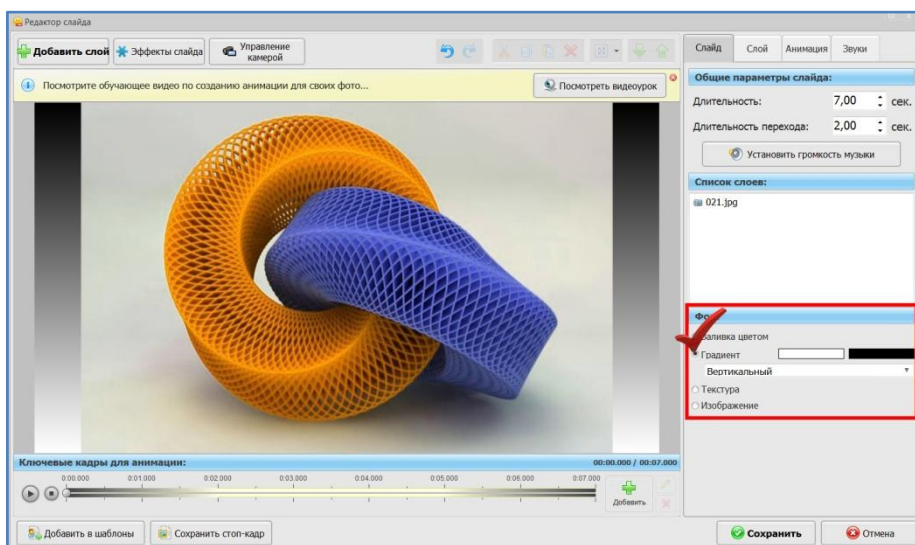 Редактор слайда
Добавить слой
Эффекты слайда
Управление
камерой
Слайд
Слой
Анимация
Звуки
Посмотрите обучающее видео по созданию анимации для своих фото...
Посмотреть видеоурок
Общие параметры слайда:
Длительность: 7,00 сек.
Длительность перехода: 2,00 сек.
Установить громкость музыки
Список слоев:
021.jpg
цветом
Градиент
Вертикальный
Текстура
Изображение
Ключевые кадры для анимации:
00:00.000 / 00:07.000
0:00.000 0:01.000 0:02.000 0:03.000 0:04.000 0:05.000 0:06.000 0:07.000
Добавить
Добавить в шаблоны
Сохранить стоп-кадр
Сохранить
Отмена